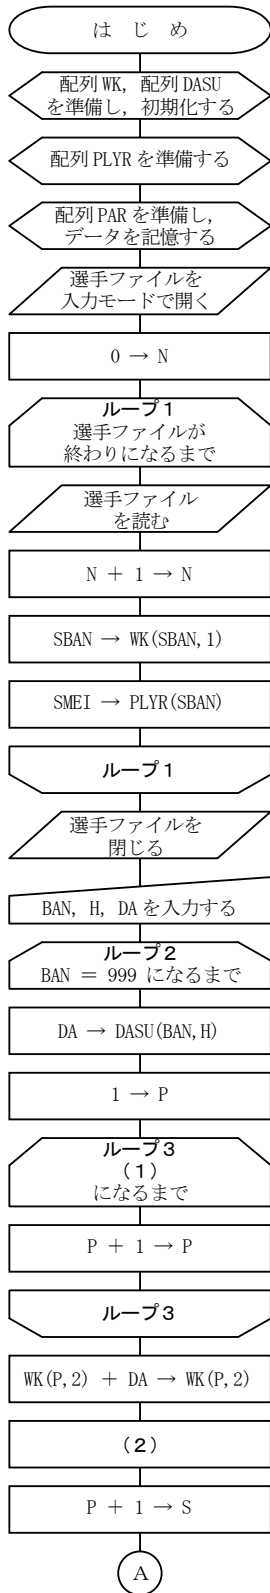 は じ め
配列 WK，配列 DASU
を準備し，初期化する
配列 PLYR を準備する
配列 PAR を準備し，
データを記憶する
選手ファイルを
入力モードで開く
0 → N
ループ１
選手ファイルが
終わりになるまで
選手ファイル
を読む
N + 1 → N
SBAN → WK(SBAN,1)
SMEI → PLYR(SBAN)
ループ１
選手ファイルを
閉じる
BAN, H, DA を入力する
ループ２
BAN = 999 になるまで
DA → DASU(BAN,H)
1 → P
ループ３
(１)
になるまで
P + 1 → P
ループ３
WK(P,2) + DA → WK(P,2)
(２)
P + 1 → S
A